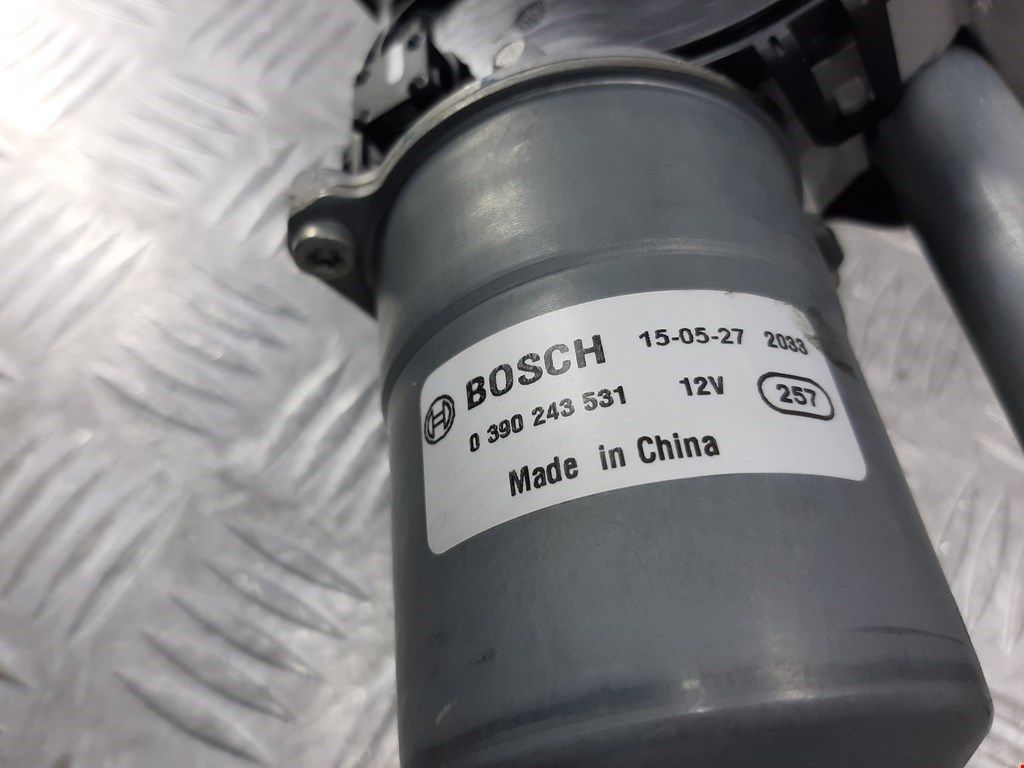 BOSCH 15-05-27 2033
0 390 243 531 12V 257
Made in China